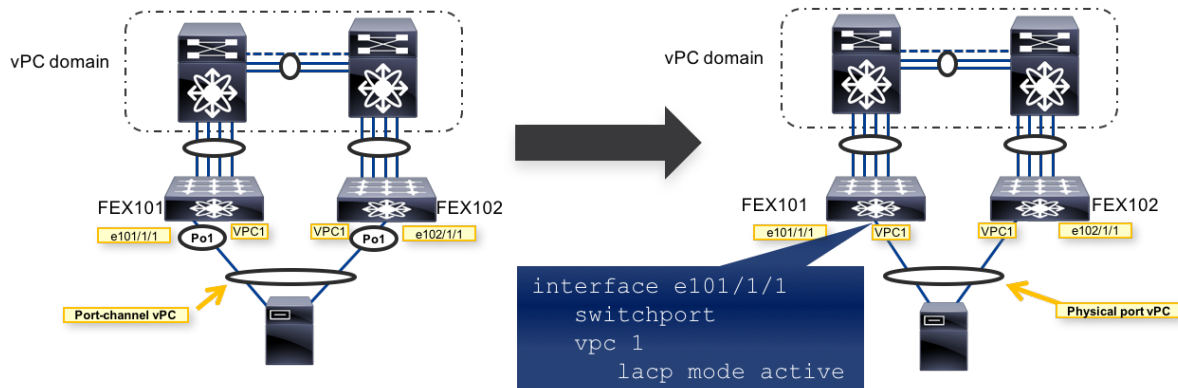 vPC domain
FEX101
FEX102
e101/1/1
Po1
VPC1
VPC1
Po1
e102/1/1
Port-channel vPC
vPC domain
FEX101
FEX102
e101/1/1
VPC1
VPC1
e102/1/1
interface e101/1/1
switchport
vpc 1
lacp mode active
Physical port vPC